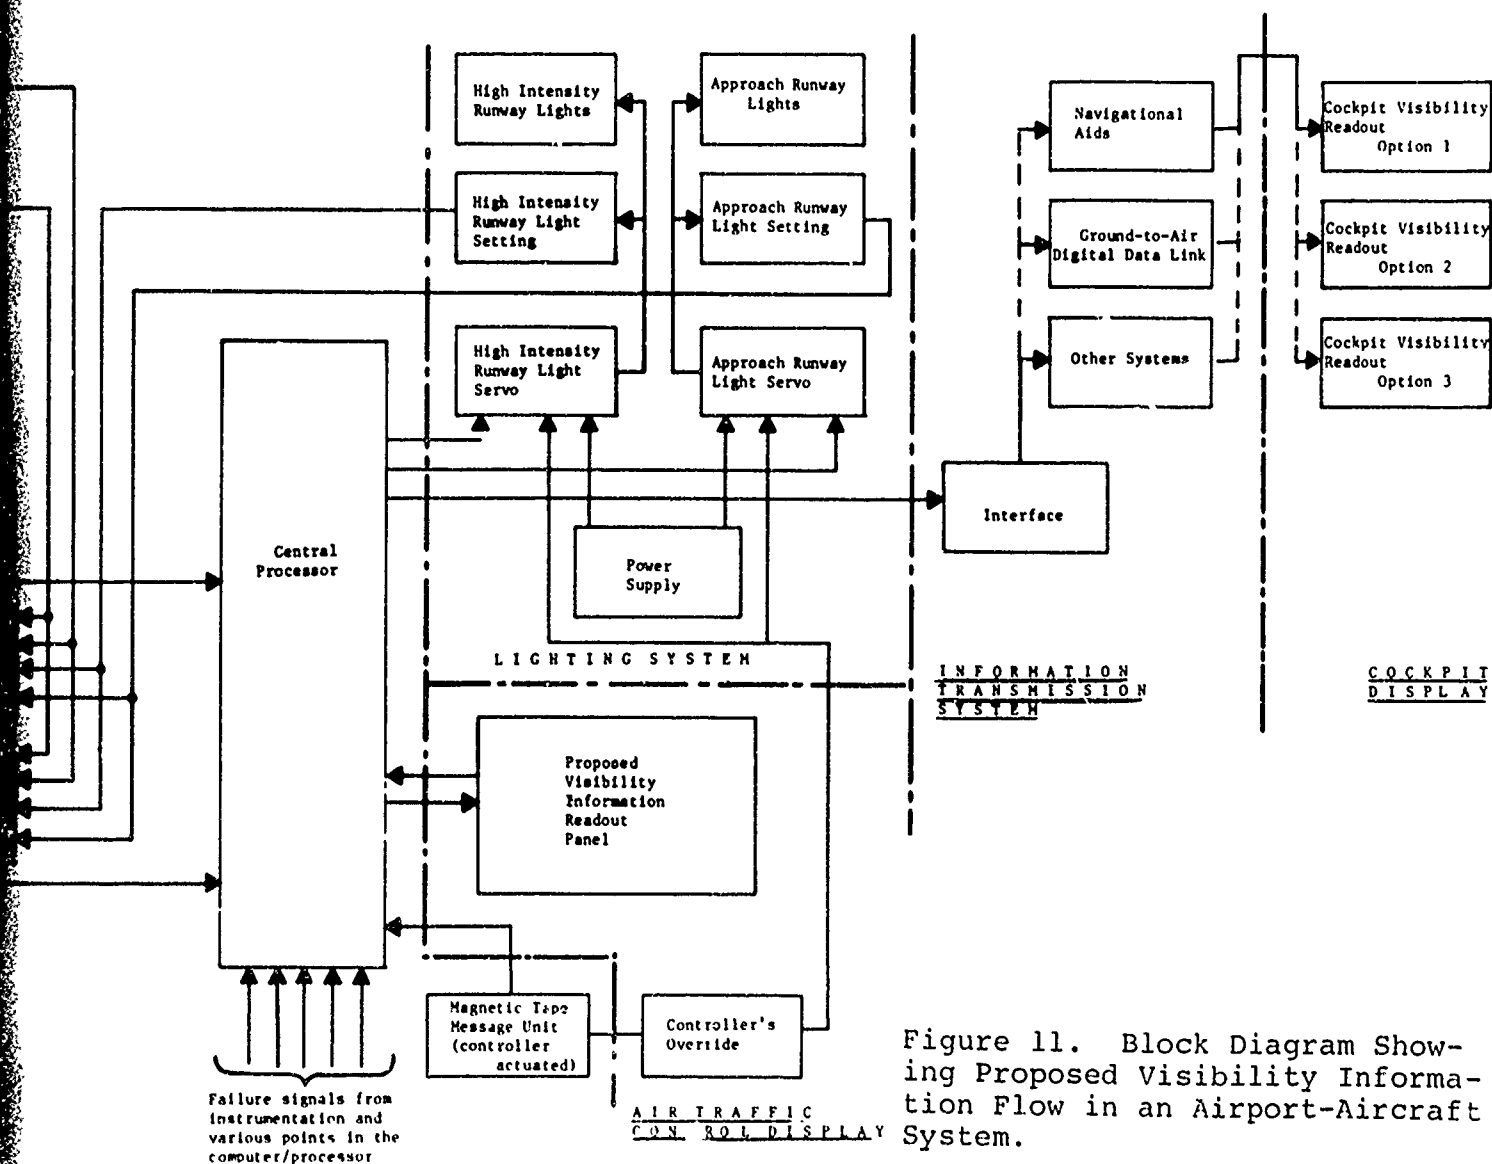 High Intensity
Runway Lights
Approach Runway
Lights
High Intensity
Runway Light
Setting
Approach Runway
Light Setting
High Intensity
Runway Light
Servo
Approach Runway
Light Servo
Navigational
Aids
Ground-to-Air
Digital Data Link
Other Systems
Cockpit Visibility
Readout
Option 1
Cockpit Visibility
Readout
Option 2
Cockpit Visibility
Readout
Option 3
Interface
Central
Processor
Power
Supply
LIGHTING SYSTEM
INFORMATION
TRANSMISSION
SYSTEM
COCKPIT
DISPLAY
Proposed
Visibility
Information
Readout
Panel
Magnetic Tape
Message Unit
(controller
actuated)
Controller's
Override
Failure signals from
instrumentation and
various points in the
computer/processor
AIR TRAFFIC
CON ROL DISPLAY
Figure 11. Block Diagram Show-
ing Proposed Visibility Informa-
tion Flow in an Airport-Aircraft
System.